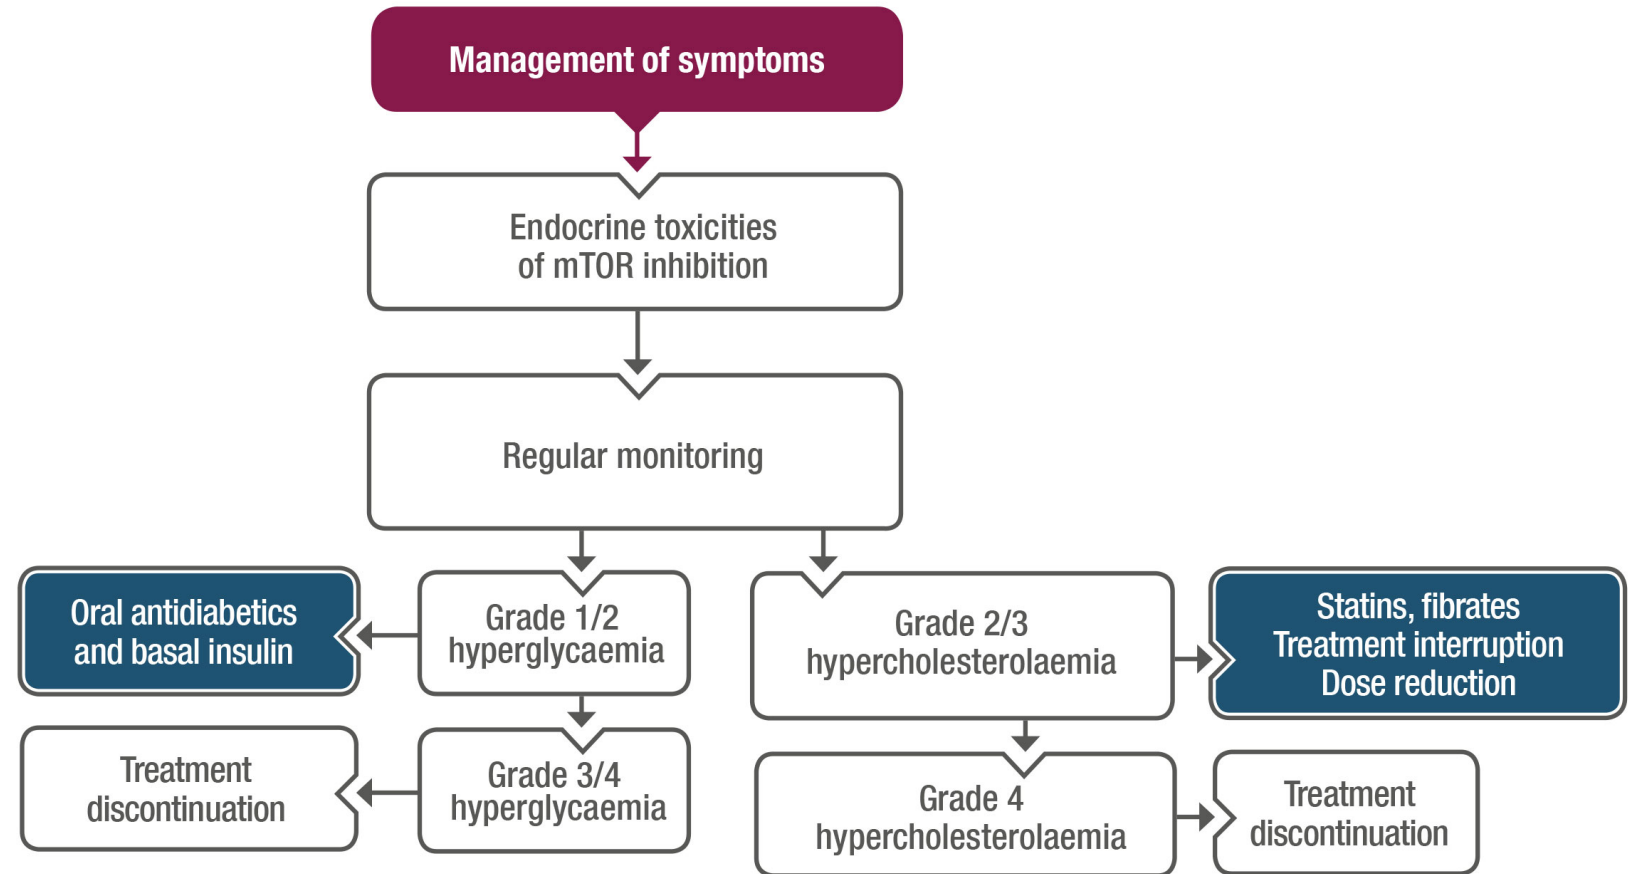 Management of symptoms
Endocrine toxicities
of mTOR inhibition
Regular monitoring
Oral antidiabetics
and basal insulin
Grade 1/2
hyperglycaemia
Grade 2/3
hypercholesterolaemia
Statins, fibrates
Treatment interruption
Dose reduction
Treatment
discontinuation
Grade 3/4
hyperglycaemia
Grade 4
hypercholesterolaemia
Treatment
discontinuation